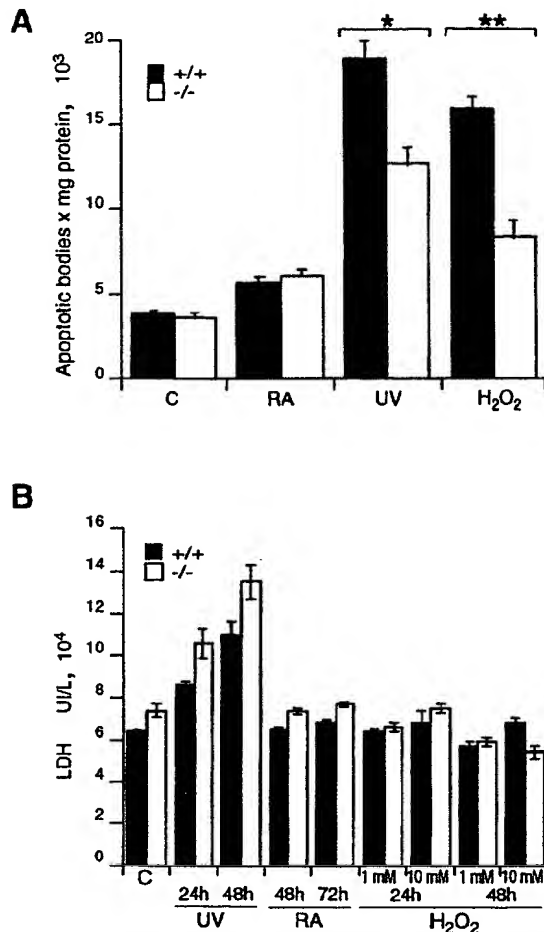 A
Apoptotic bodies x mg protein, 10³
20
15
10
5
0
+/+
-/-
*
**
C
RA
UV
H₂O₂
B
LDH UI/L, 10⁴
16
14
12
10
8
6
4
2
0
+/+
-/-
C
1 mM
10 mM
1 mM
10 mM
24h
48h
48h
72h
24h
48h
UV
RA
H₂O₂